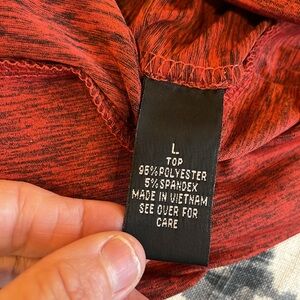 L
TOP
95%POLYESTER
5%SPANDEX
MADE IN VIETNAM
SEE OVER FOR
CARE